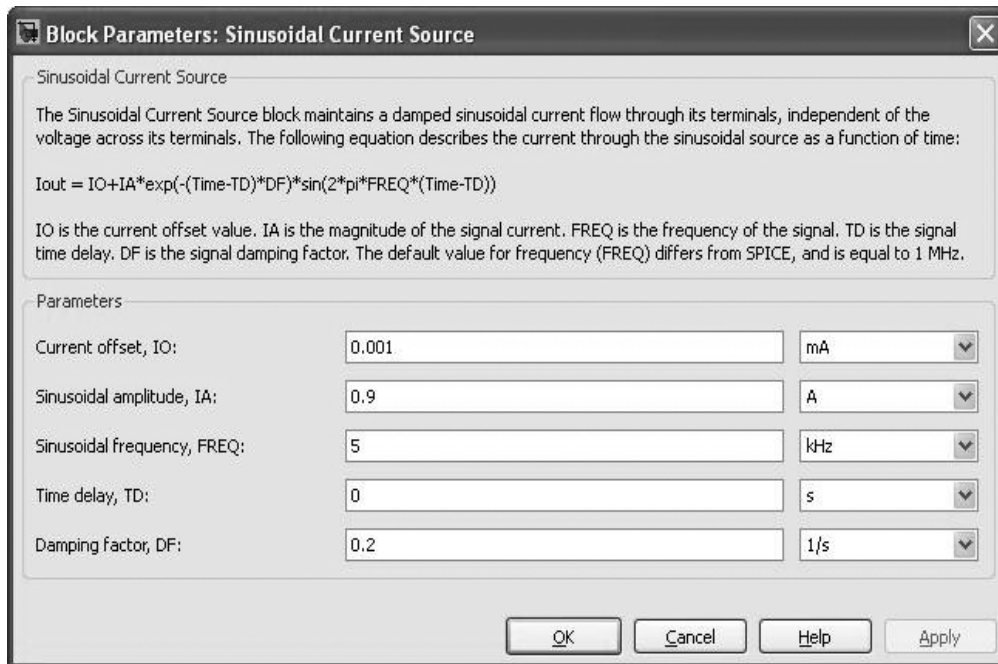 Block Parameters: Sinusoidal Current Source
Sinusoidal Current Source
The Sinusoidal Current Source block maintains a damped sinusoidal current flow through its terminals, independent of the
voltage across its terminals. The following equation describes the current through the sinusoidal source as a function of time:
Iout = IO+IA*exp(-(Time-TD)*DF)*sin(2*pi*FREQ*(Time-TD))
IO is the current offset value. IA is the magnitude of the signal current. FREQ is the frequency of the signal. TD is the signal
time delay. DF is the signal damping factor. The default value for frequency (FREQ) differs from SPICE, and is equal to 1 MHz.
Parameters
Current offset, IO: 0.001 mA
Sinusoidal amplitude, IA: 0.9 A
Sinusoidal frequency, FREQ: 5 kHz
Time delay, TD: 0 s
Damping factor, DF: 0.2 1/s
OK Cancel Help Apply